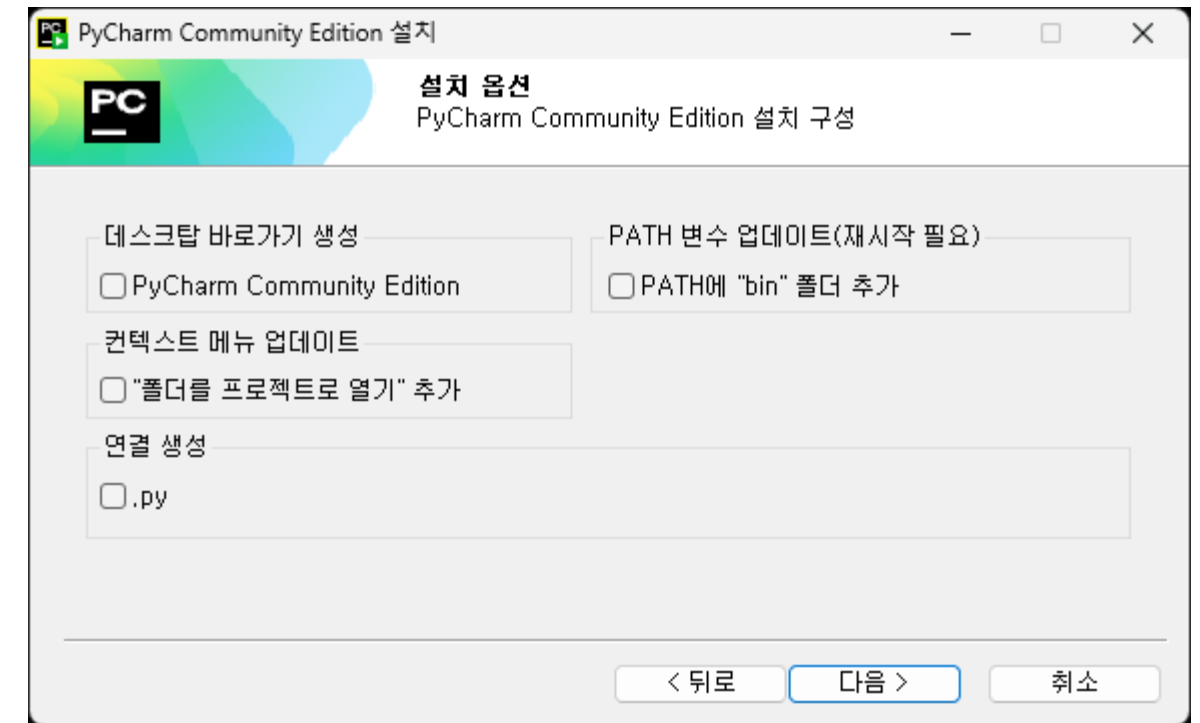 PyCharm Community Edition 설치
PC
설치 옵션
PyCharm Community Edition 설치 구성
데스크탑 바로가기 생성
PyCharm Community Edition
PATH 변수 업데이트(재시작 필요)
PATH에 "bin" 폴더 추가
컨텍스트 메뉴 업데이트
"폴더를 프로젝트로 열기" 추가
연결 생성
.py
< 뒤로
다음 >
취소